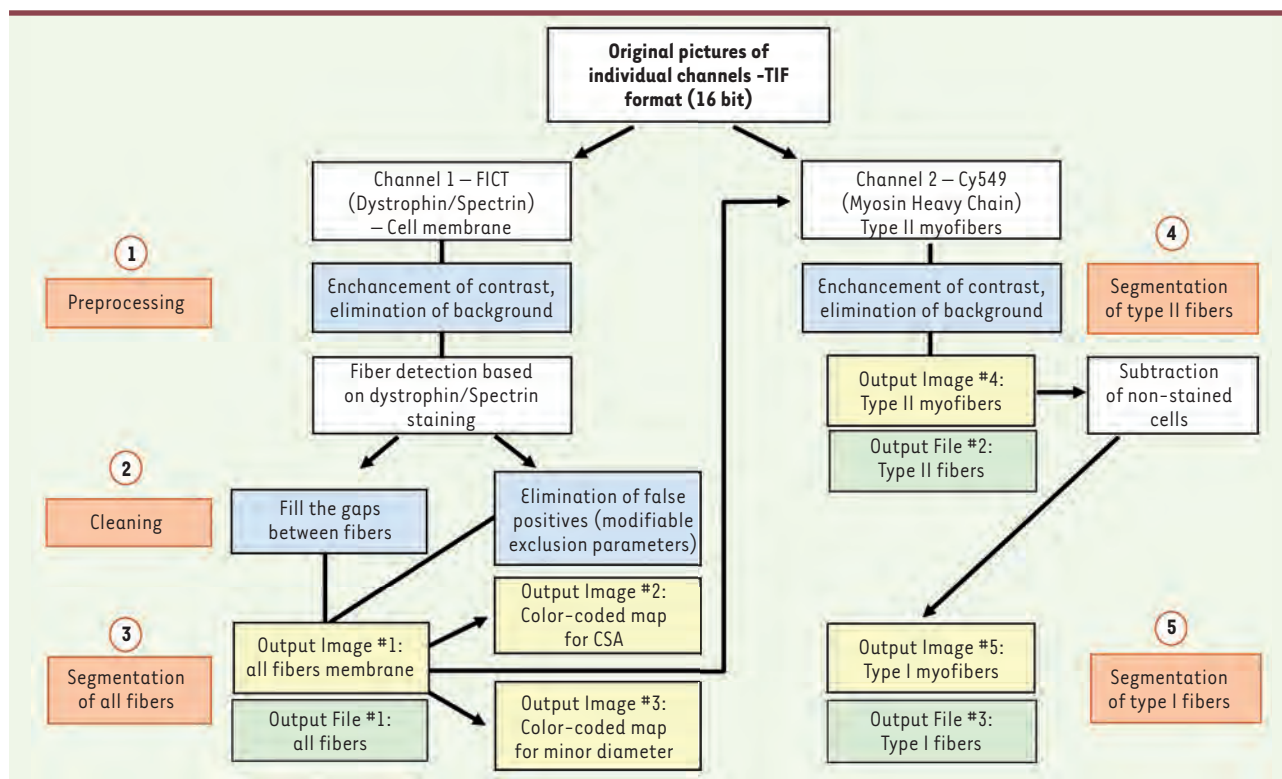 Original pictures of
individual channels -TIF
format (16 bit)
Channel 1 – FICT
(Dystrophin/Spectrin)
– Cell membrane
Channel 2 – Cy549
(Myosin Heavy Chain)
Type II myofibers
1
Preprocessing
Enchancement of contrast,
elimination of background
Enchancement of contrast,
elimination of background
4
Segmentation
of type II fibers
Fiber detection based
on dystrophin/Spectrin
staining
Output Image #4:
Type II myofibers
Subtraction
of non-stained
cells
Output File #2:
Type II fibers
2
Cleaning
Fill the gaps
between fibers
Elimination of false
positives (modifiable
exclusion parameters)
Output Image #2:
Color-coded map
for CSA
3
Segmentation
of all fibers
Output Image #1:
all fibers membrane
Output File #1:
all fibers
Output Image #3:
Color-coded map
for minor diameter
Output Image #5:
Type I myofibers
Output File #3:
Type I fibers
5
Segmentation
of type I fibers